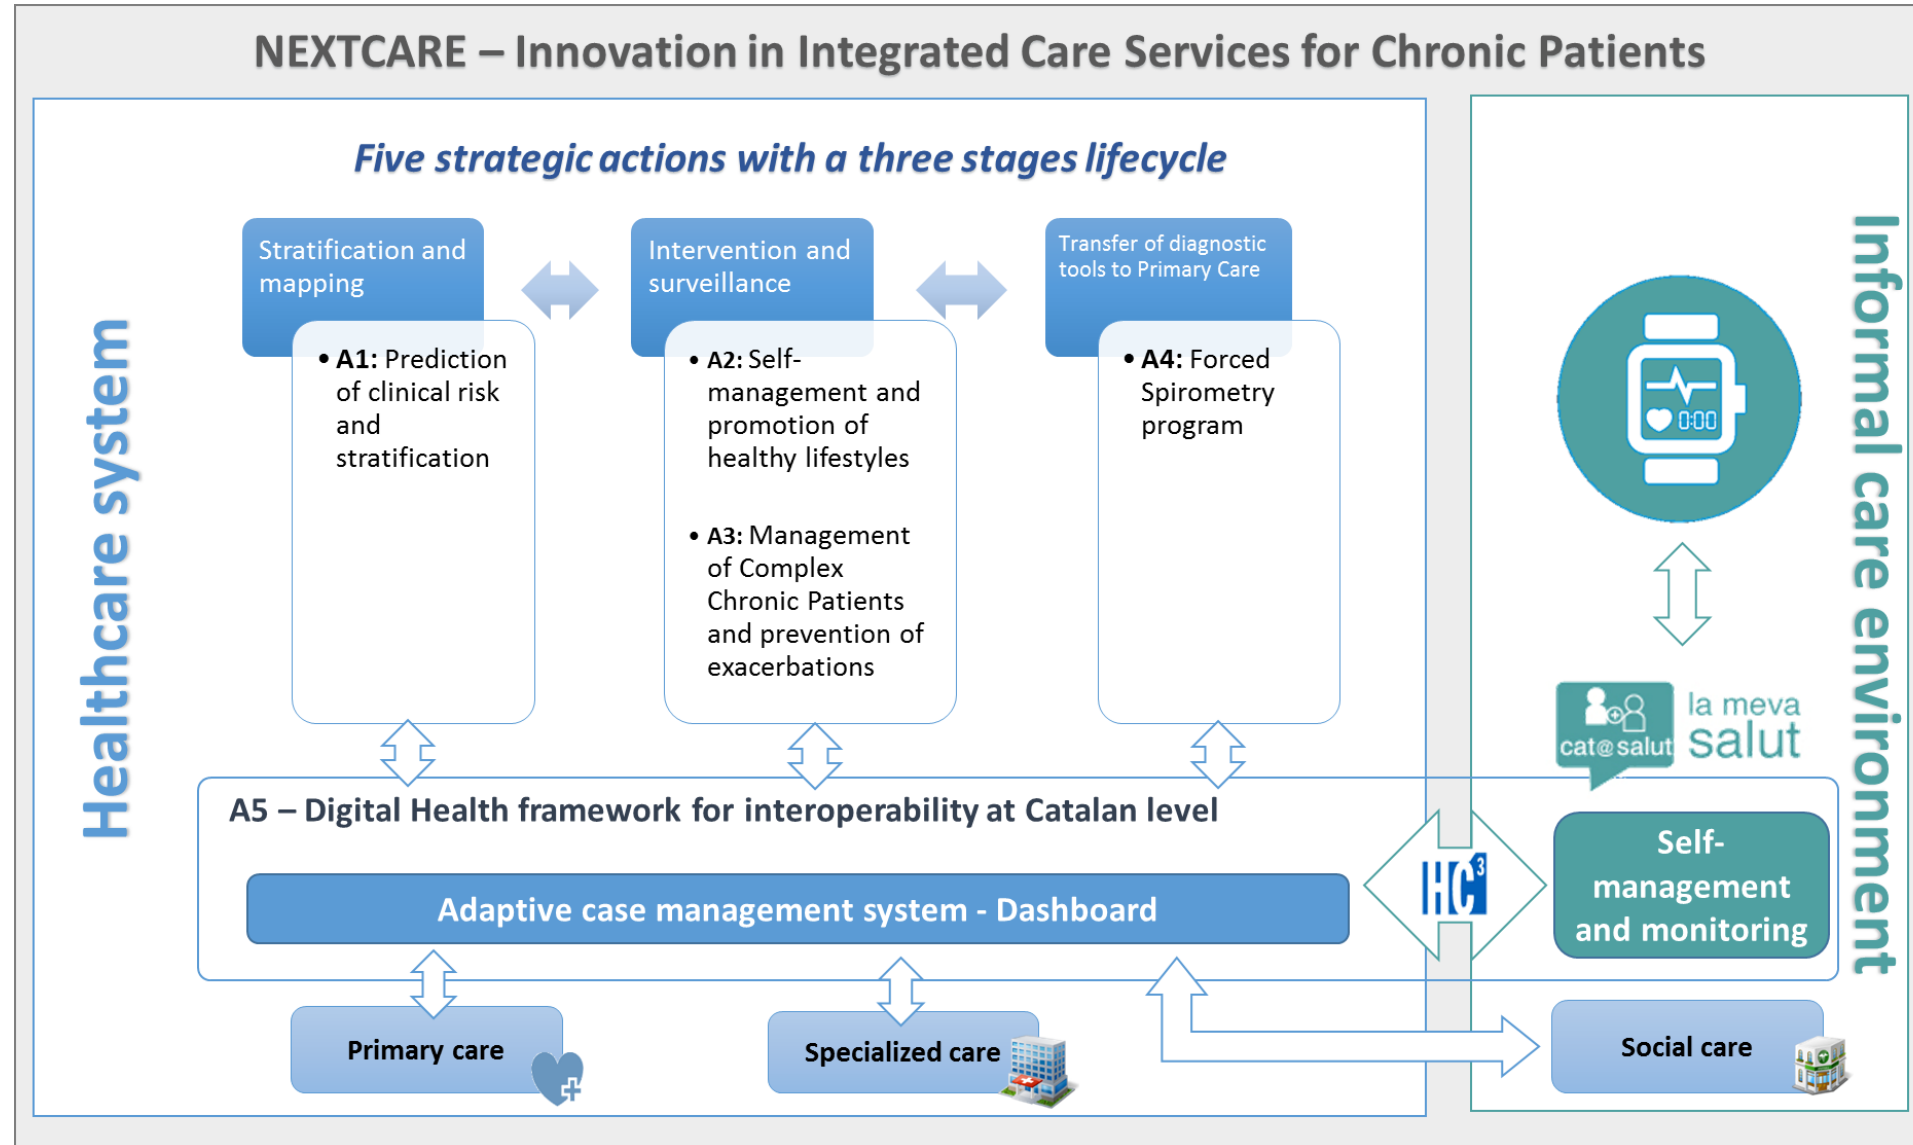 NEXTCARE – Innovation in Integrated Care Services for Chronic Patients
Healthcare system
Five strategic actions with a three stages lifecycle
Stratification and
mapping
• A1: Prediction
of clinical risk
and
stratification
Intervention and
surveillance
• A2: Self-
management and
promotion of
healthy lifestyles
• A3: Management
of Complex
Chronic Patients
and prevention of
exacerbations
Transfer of diagnostic
tools to Primary Care
• A4: Forced
Spirometry
program
A5 – Digital Health framework for interoperability at Catalan level
Adaptive case management system - Dashboard
Primary care
Specialized care
HC3
Informal care environment
0:00
cat@salut
la meva
salut
Self-
management
and monitoring
Social care